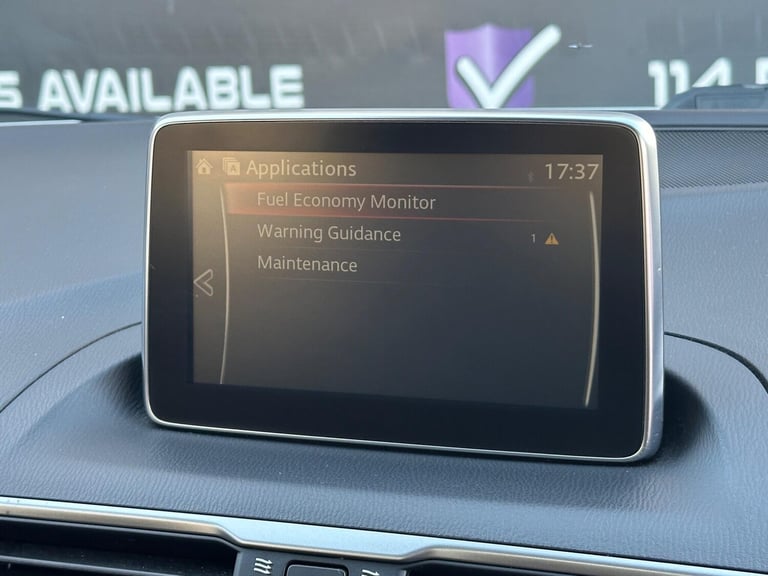 S AVAILABLE
114
Applications
17:37
Fuel Economy Monitor
Warning Guidance
1
Maintenance